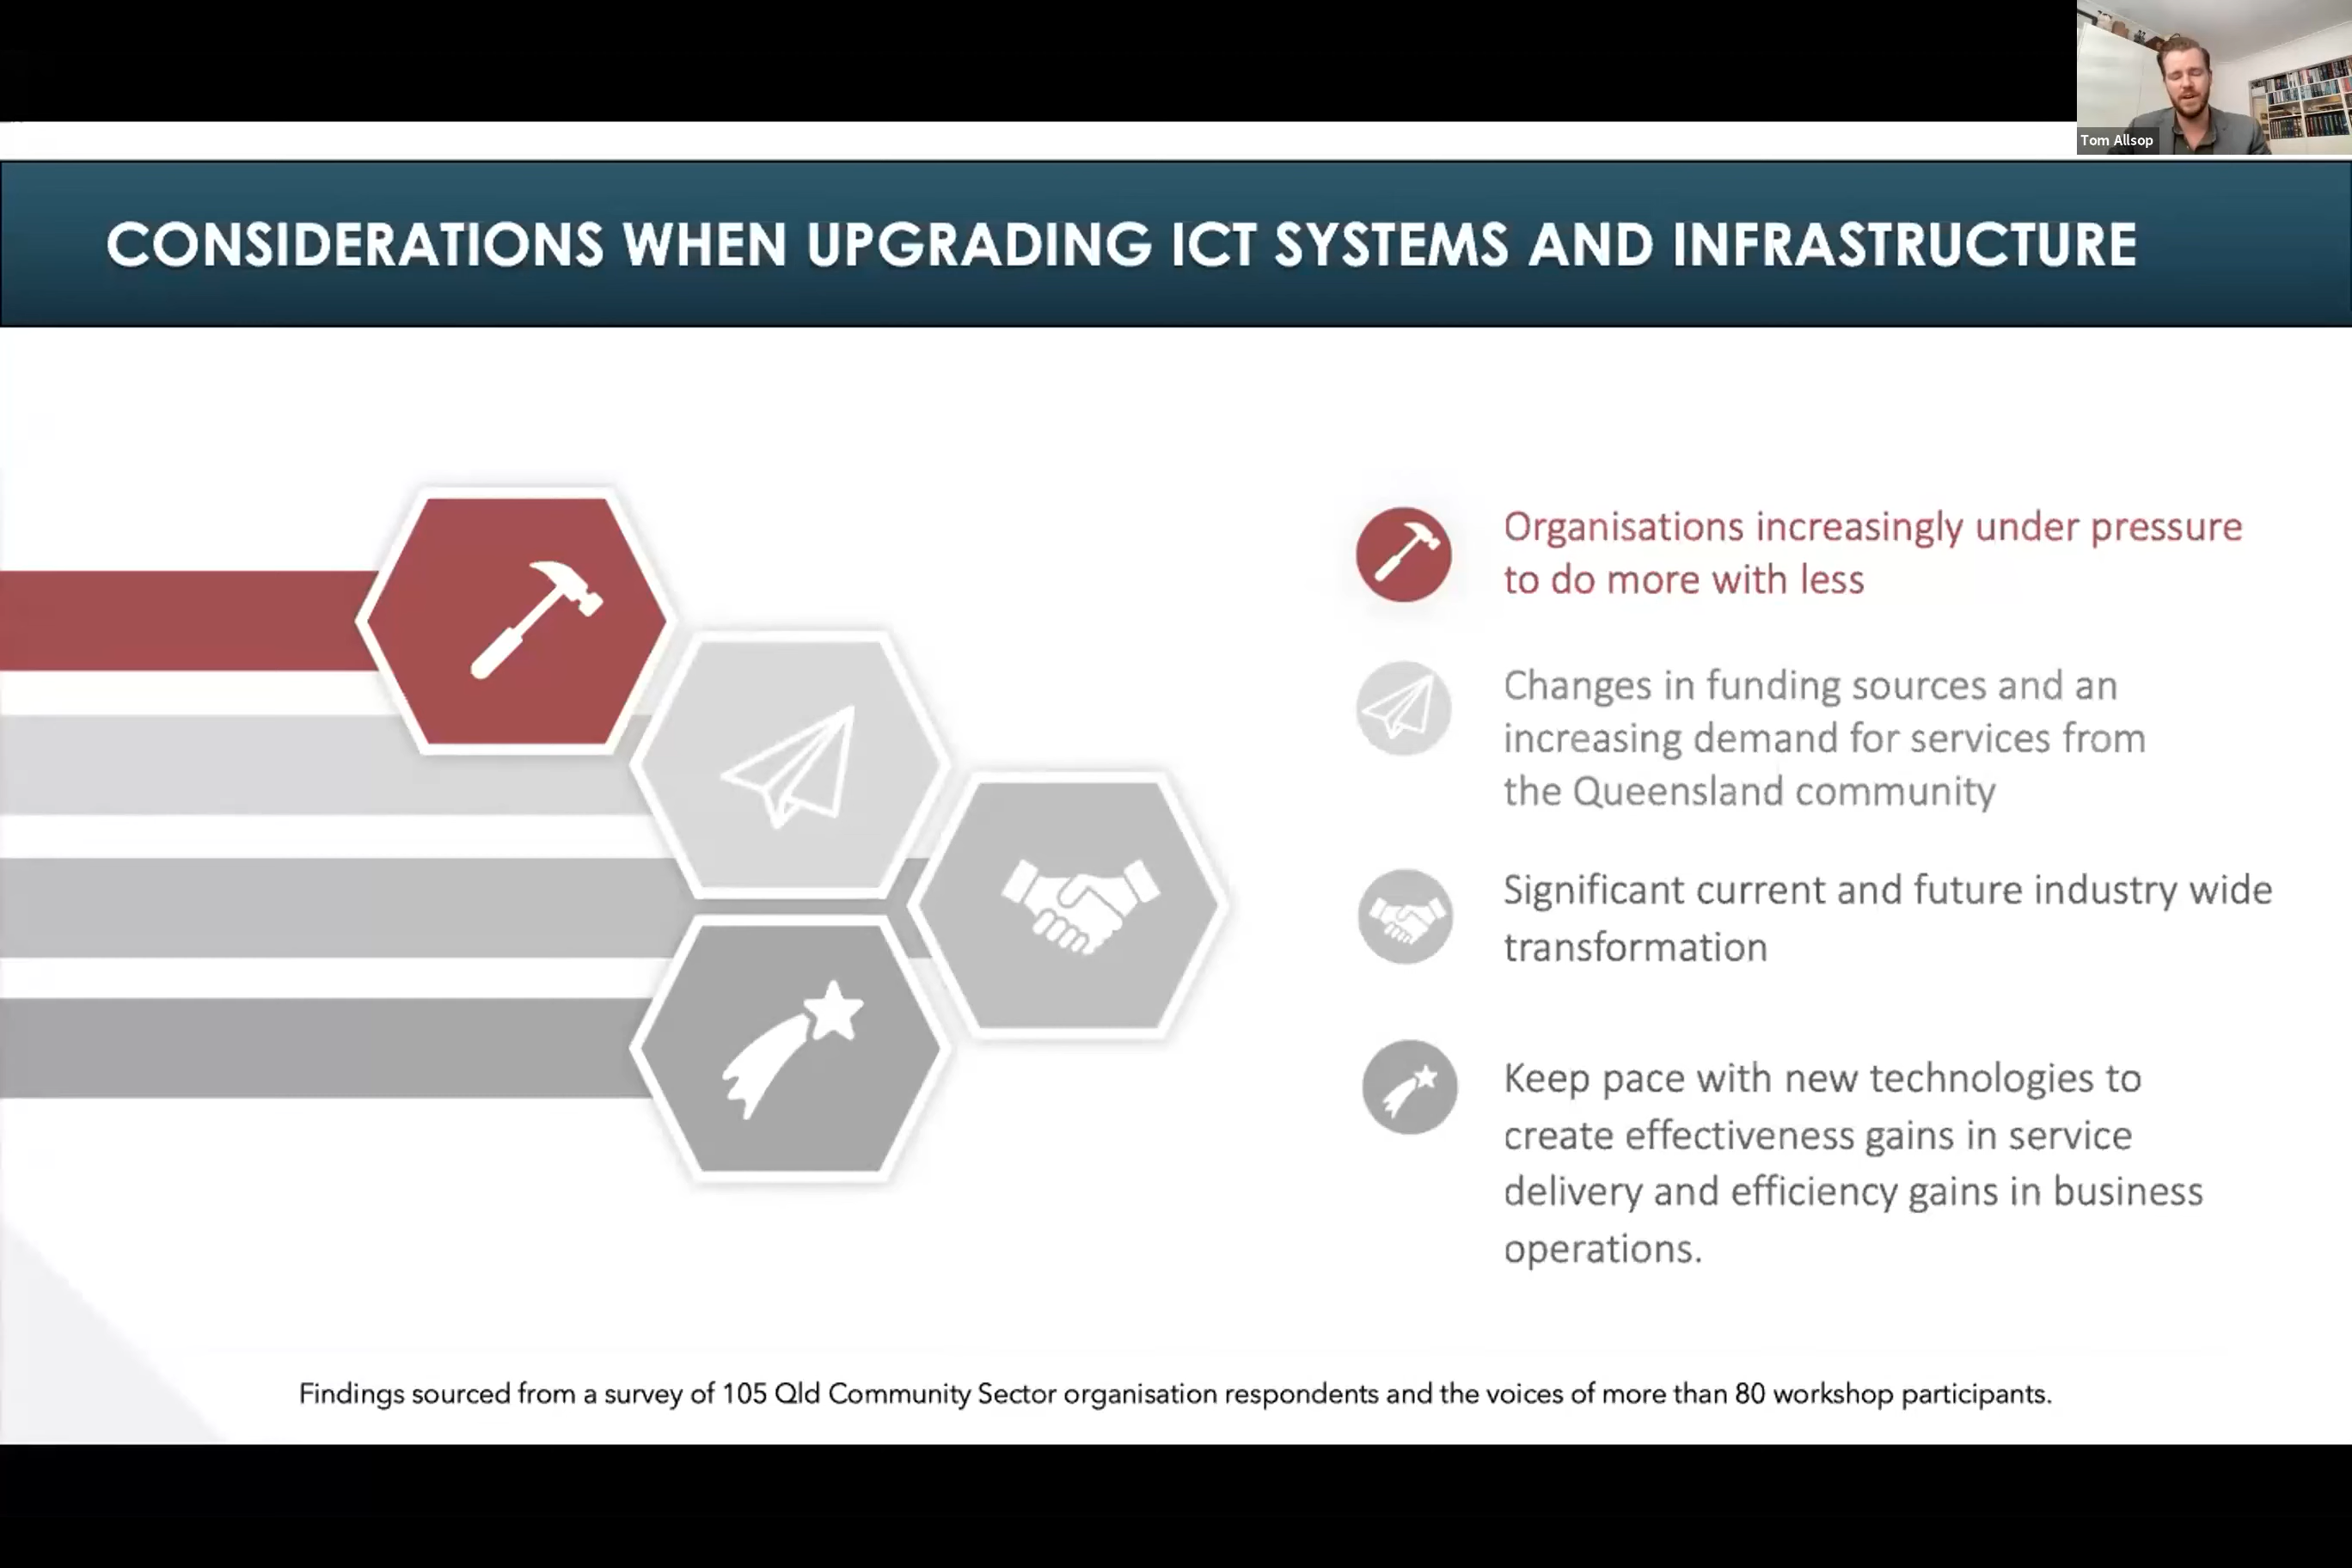 Tom Allsop
CONSIDERATIONS WHEN UPGRADING ICT SYSTEMS AND INFRASTRUCTURE
Organisations increasingly under pressure
to do more with less
Changes in funding sources and an
increasing demand for services from
the Queensland community
Significant current and future industry wide
transformation
Keep pace with new technologies to
create effectiveness gains in service
delivery and efficiency gains in business
operations.
Findings sourced from a survey of 105 Qld Community Sector organisation respondents and the voices of more than 80 workshop participants.